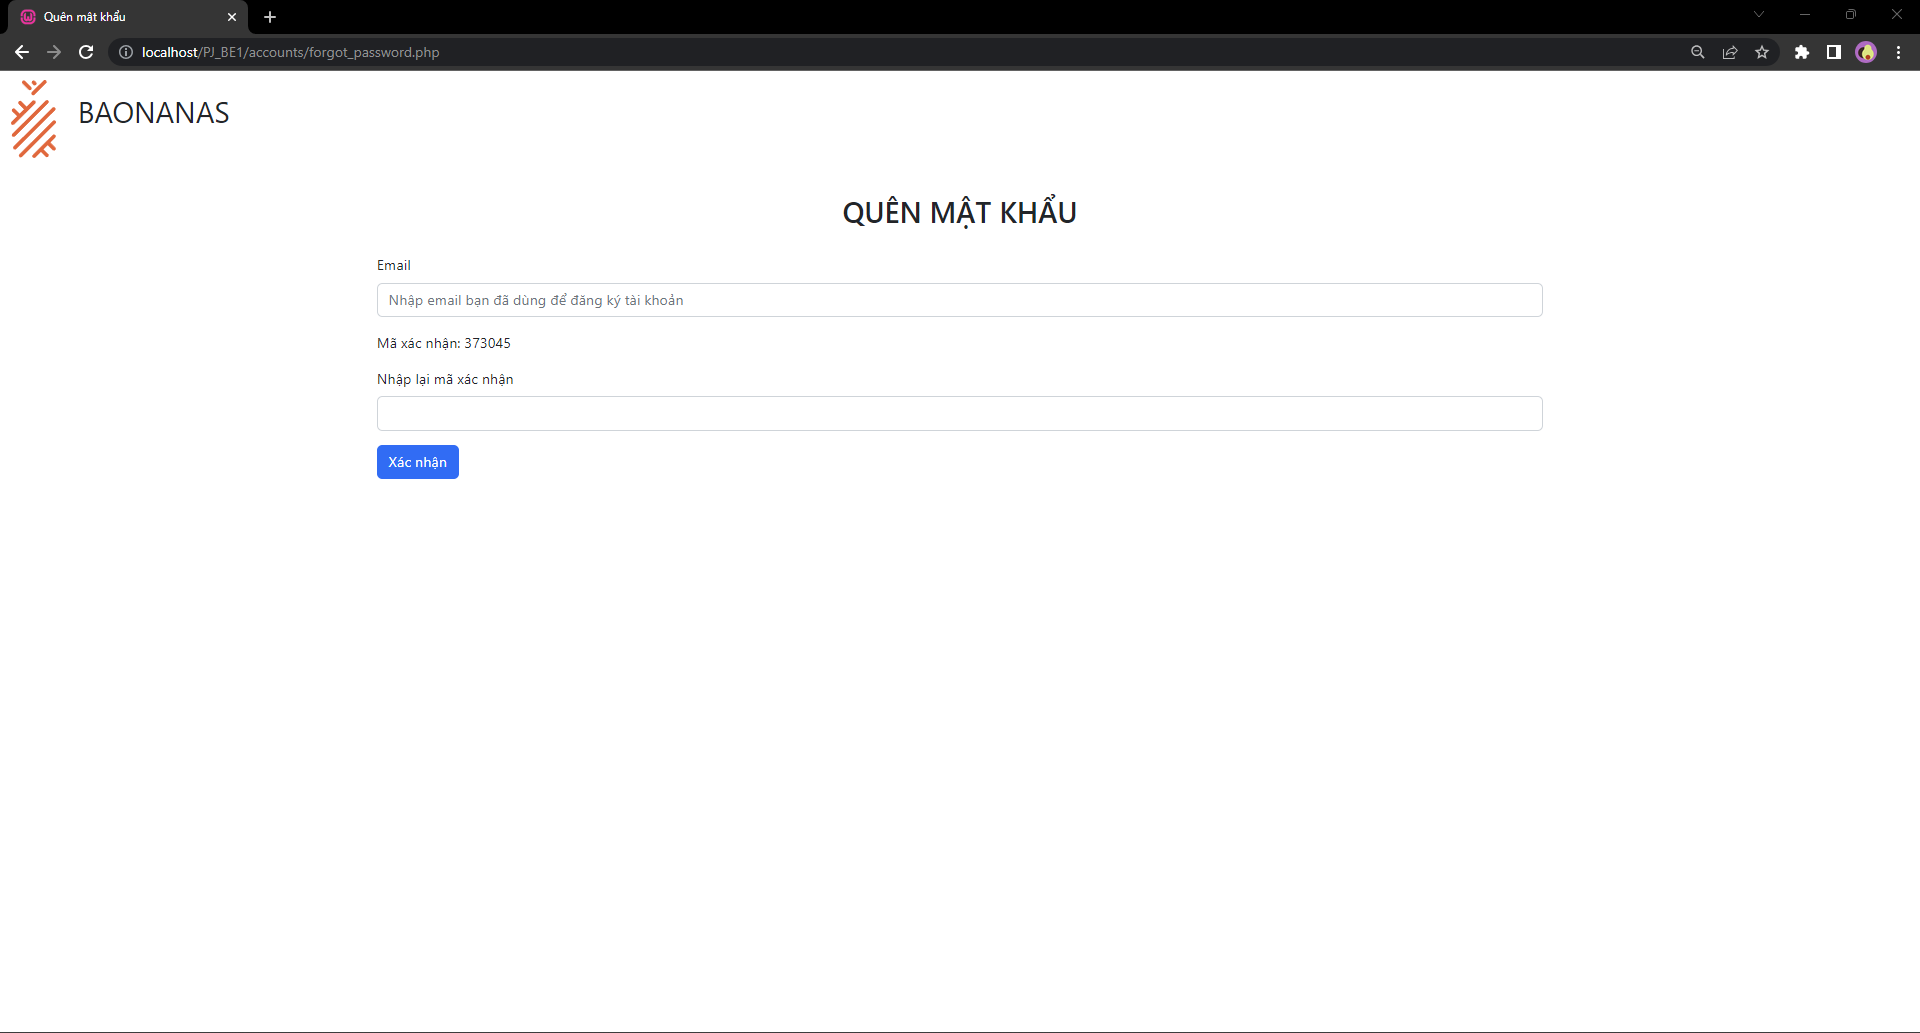 Quên mật khẩu
localhost/PJ_BE1/accounts/forgot_password.php
BAONANAS
QUÊN MẬT KHẨU
Email
Nhập email bạn đã dùng để đăng ký tài khoản
Mã xác nhận: 373045
Nhập lại mã xác nhận
Xác nhận